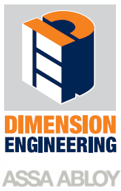 DIMENSION
ENGINEERING
ASSA ABLOY